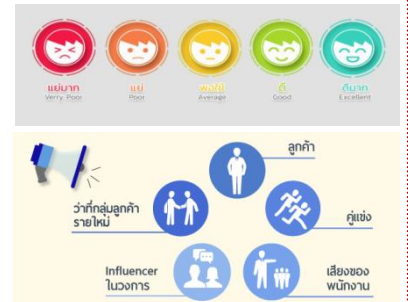 แย่มาก
Verry Poor
แย่
Poor
พอใช้
Average
ดี
Good
ดีมาก
Excellent
ลูกค้า
ว่าที่กลุ่มลูกค้า
รายใหม่
คู่แข่ง
Influencer
ในวงการ
เสียงของ
พนักงาน